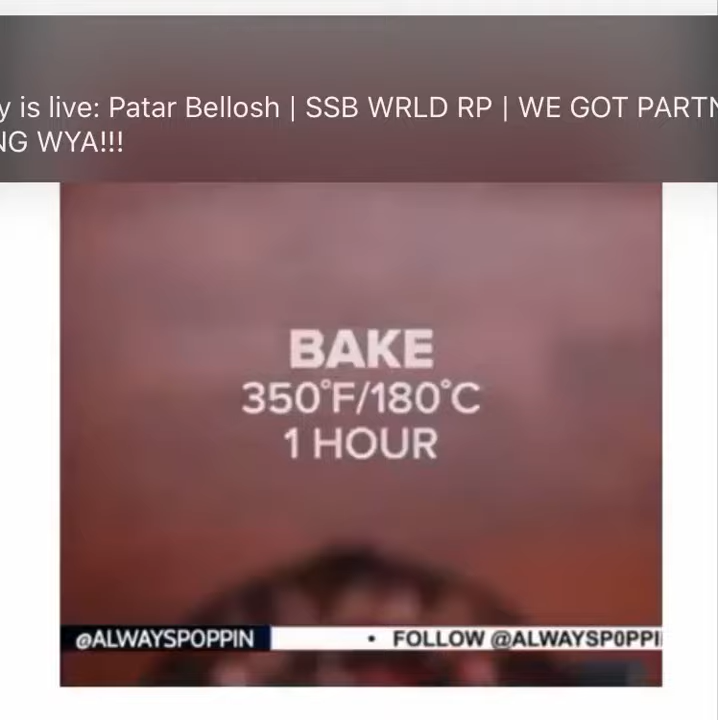 y is live: Patar Bellosh | SSB WRLD RP | WE GOT PARTN
NG WYA!!!
BAKE
350°F/180°C
1 HOUR
@ALWAYSPOPPIN • FOLLOW @ALWAYSP0PPI